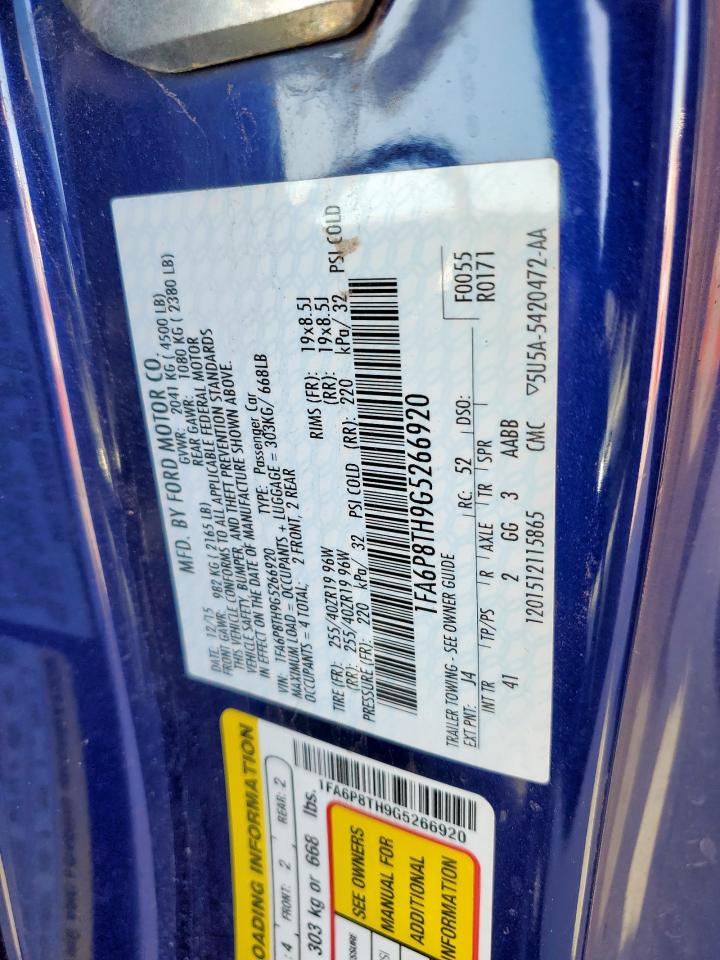 MFD. BY FORD MOTOR CO.
DATE: 12/15 GVWR: 2041 KG ( 4500 LB)
FRONT GAWR: 982 KG ( 2165 LB) REAR GAWR: 1080 KG ( 2380 LB)
THIS VEHICLE CONFORMS TO ALL APPLICABLE FEDERAL MOTOR
VEHICLE SAFETY, BUMPER, AND THEFT PREVENTION STANDARDS
IN EFFECT ON THE DATE OF MANUFACTURE SHOWN ABOVE.
VIN: 1FA6P8TH9G5266920 TYPE: Passenger Car
MAXIMUM LOAD = OCCUPANTS + LUGGAGE = 303KG/ 668LB
OCCUPANTS = 4 TOTAL; 2 FRONT, 2 REAR
TIRE (FR): 255/40ZR19 96W RIMS (FR): 19x8.5J
(RR): 255/40ZR19 96W (RR): 19x8.5J
PRESSURE (FR): 220 kPa/ 32 PSI COLD (RR): 220 kPa/ 32 PSI COLD
1FA6P8TH9G5266920
TRAILER TOWING - SEE OWNER GUIDE F0055
EXT PNT: J4 RC: 52 DSO: R0171
INT TR TP/PS R AXLE TR SPR
41 2 GG 3 AABB
1201512115865 CMC ▽5U5A-5420472-AA
OADING INFORMATION
: 4 FRONT: 2 REAR: 2
303 kg or 668 lbs.
1FA6P8TH9G5266920
SSURE SEE OWNERS
MANUAL FOR
SI ADDITIONAL
INFORMATION